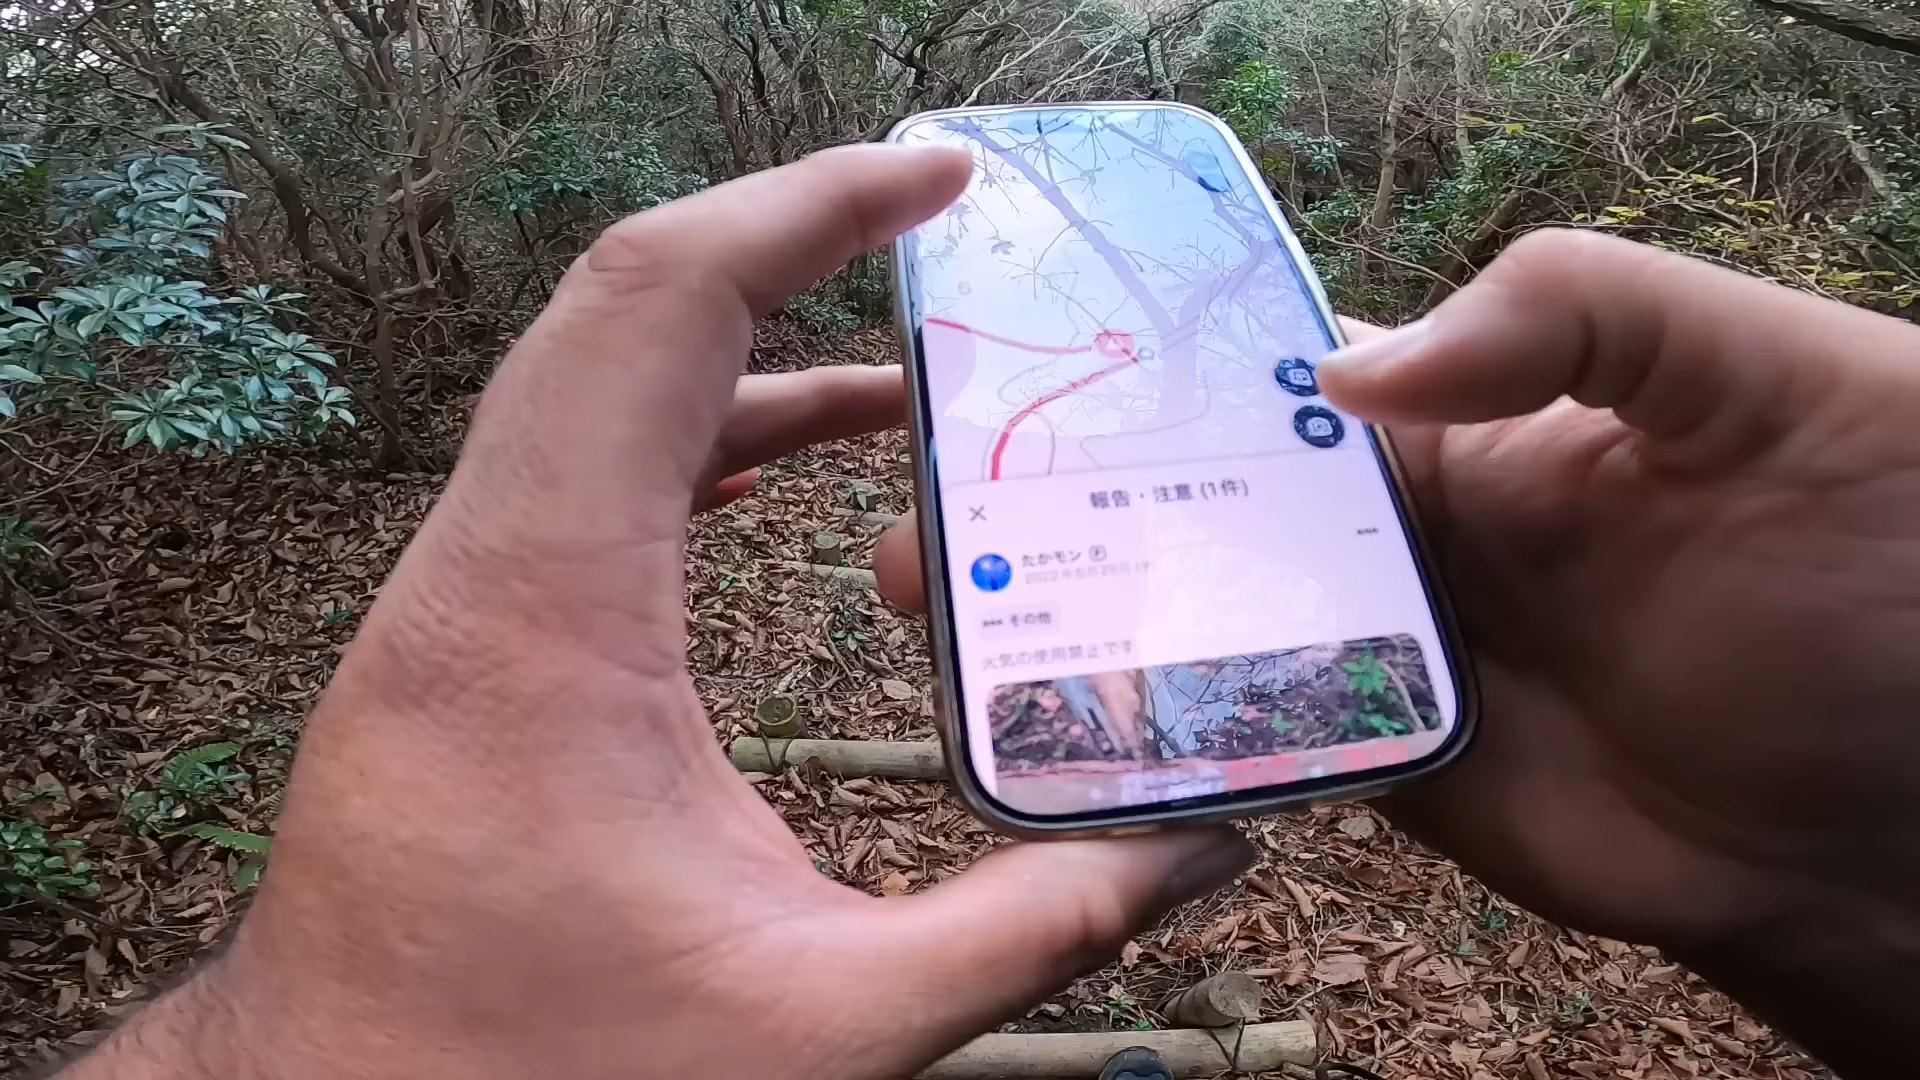 報告・注意 (1件)
たかモン
その他
火気の使用禁止です